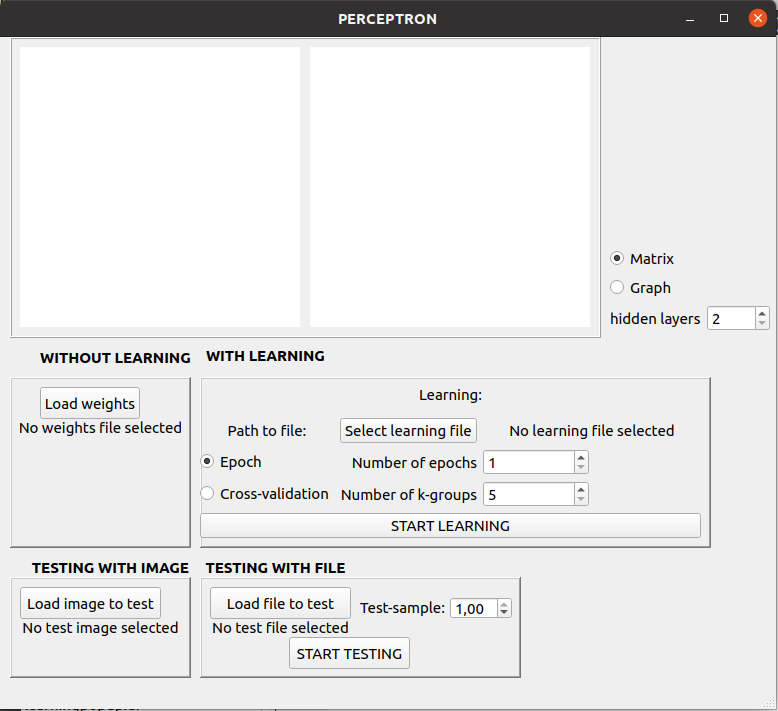 PERCEPTRON
Matrix
Graph
hidden layers 2
WITHOUT LEARNING
WITH LEARNING
Load weights
No weights file selected
Learning:
Path to file: Select learning file No learning file selected
Epoch Number of epochs 1
Cross-validation Number of k-groups 5
START LEARNING
TESTING WITH IMAGE
TESTING WITH FILE
Load image to test
No test image selected
Load file to test Test-sample: 1,00
No test file selected
START TESTING